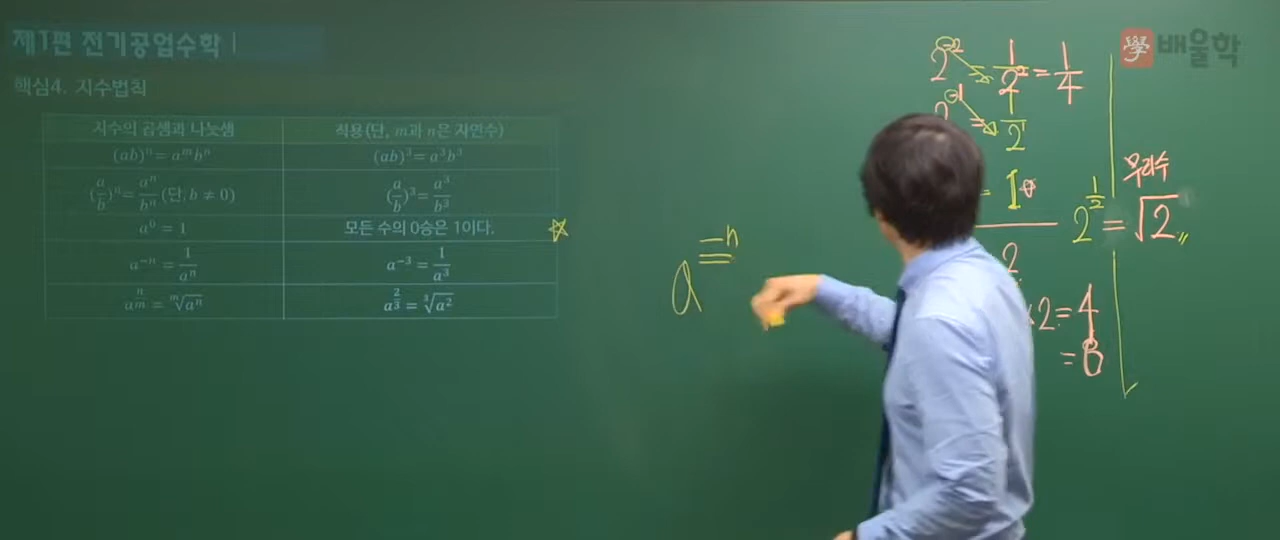 제1편 전기공업수학
學 배울학
핵심4. 지수법칙
지수의 곱셈과 나눗셈 적용(단, m과 n은 자연수)
(ab)ⁿ = aᵐbⁿ (ab)³ = a³b³
(a/b)ⁿ = aⁿ/bⁿ (단, b ≠ 0) (a/b)³ = a³/b³
a⁰ = 1 모든 수의 0승은 1이다.
a⁻ⁿ = 1/aⁿ a⁻³ = 1/a³
a^(n/m) = ᵐ√aⁿ a^(2/3) = ³√a²
a⁻ⁿ
2⁻² = 1/2² = 1/4
2⁻¹ = 1/2¹
= 1
2
×2 = 4
= 8
무리수
2^(1/2) = √2